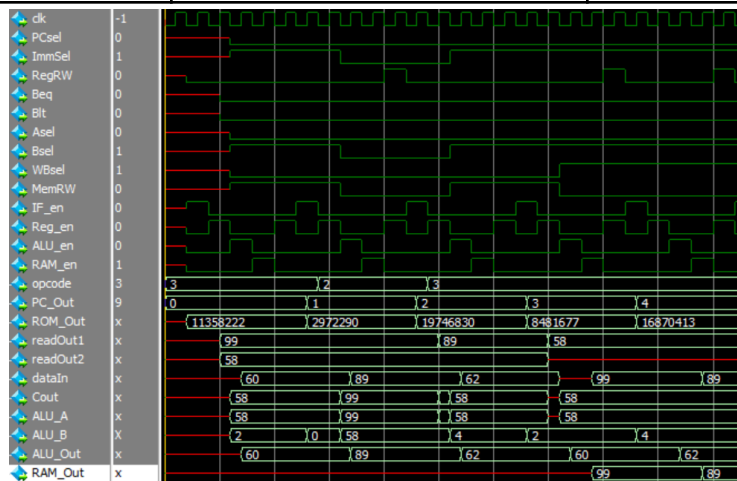 clk -1
PCsel 0
ImmSel 1
RegRW 0
Beq 0
Blt 0
Asel 0
Bsel 1
WBsel 1
MemRW 0
IF_en 0
Reg_en 0
ALU_en 0
RAM_en 1
opcode 3 3 2 3
PC_Out 9 0 1 2 3 4
ROM_Out x 11358222 2972290 19746830 8481677 16870413
readOut1 x 99 89 58
readOut2 x 58
dataIn x 60 89 62 99 89
Cout x 58 99 58 58
ALU_A x 58 99 58 58
ALU_B X 2 0 58 4 2 4
ALU_Out x 60 89 62 60 62
RAM_Out x 99 89